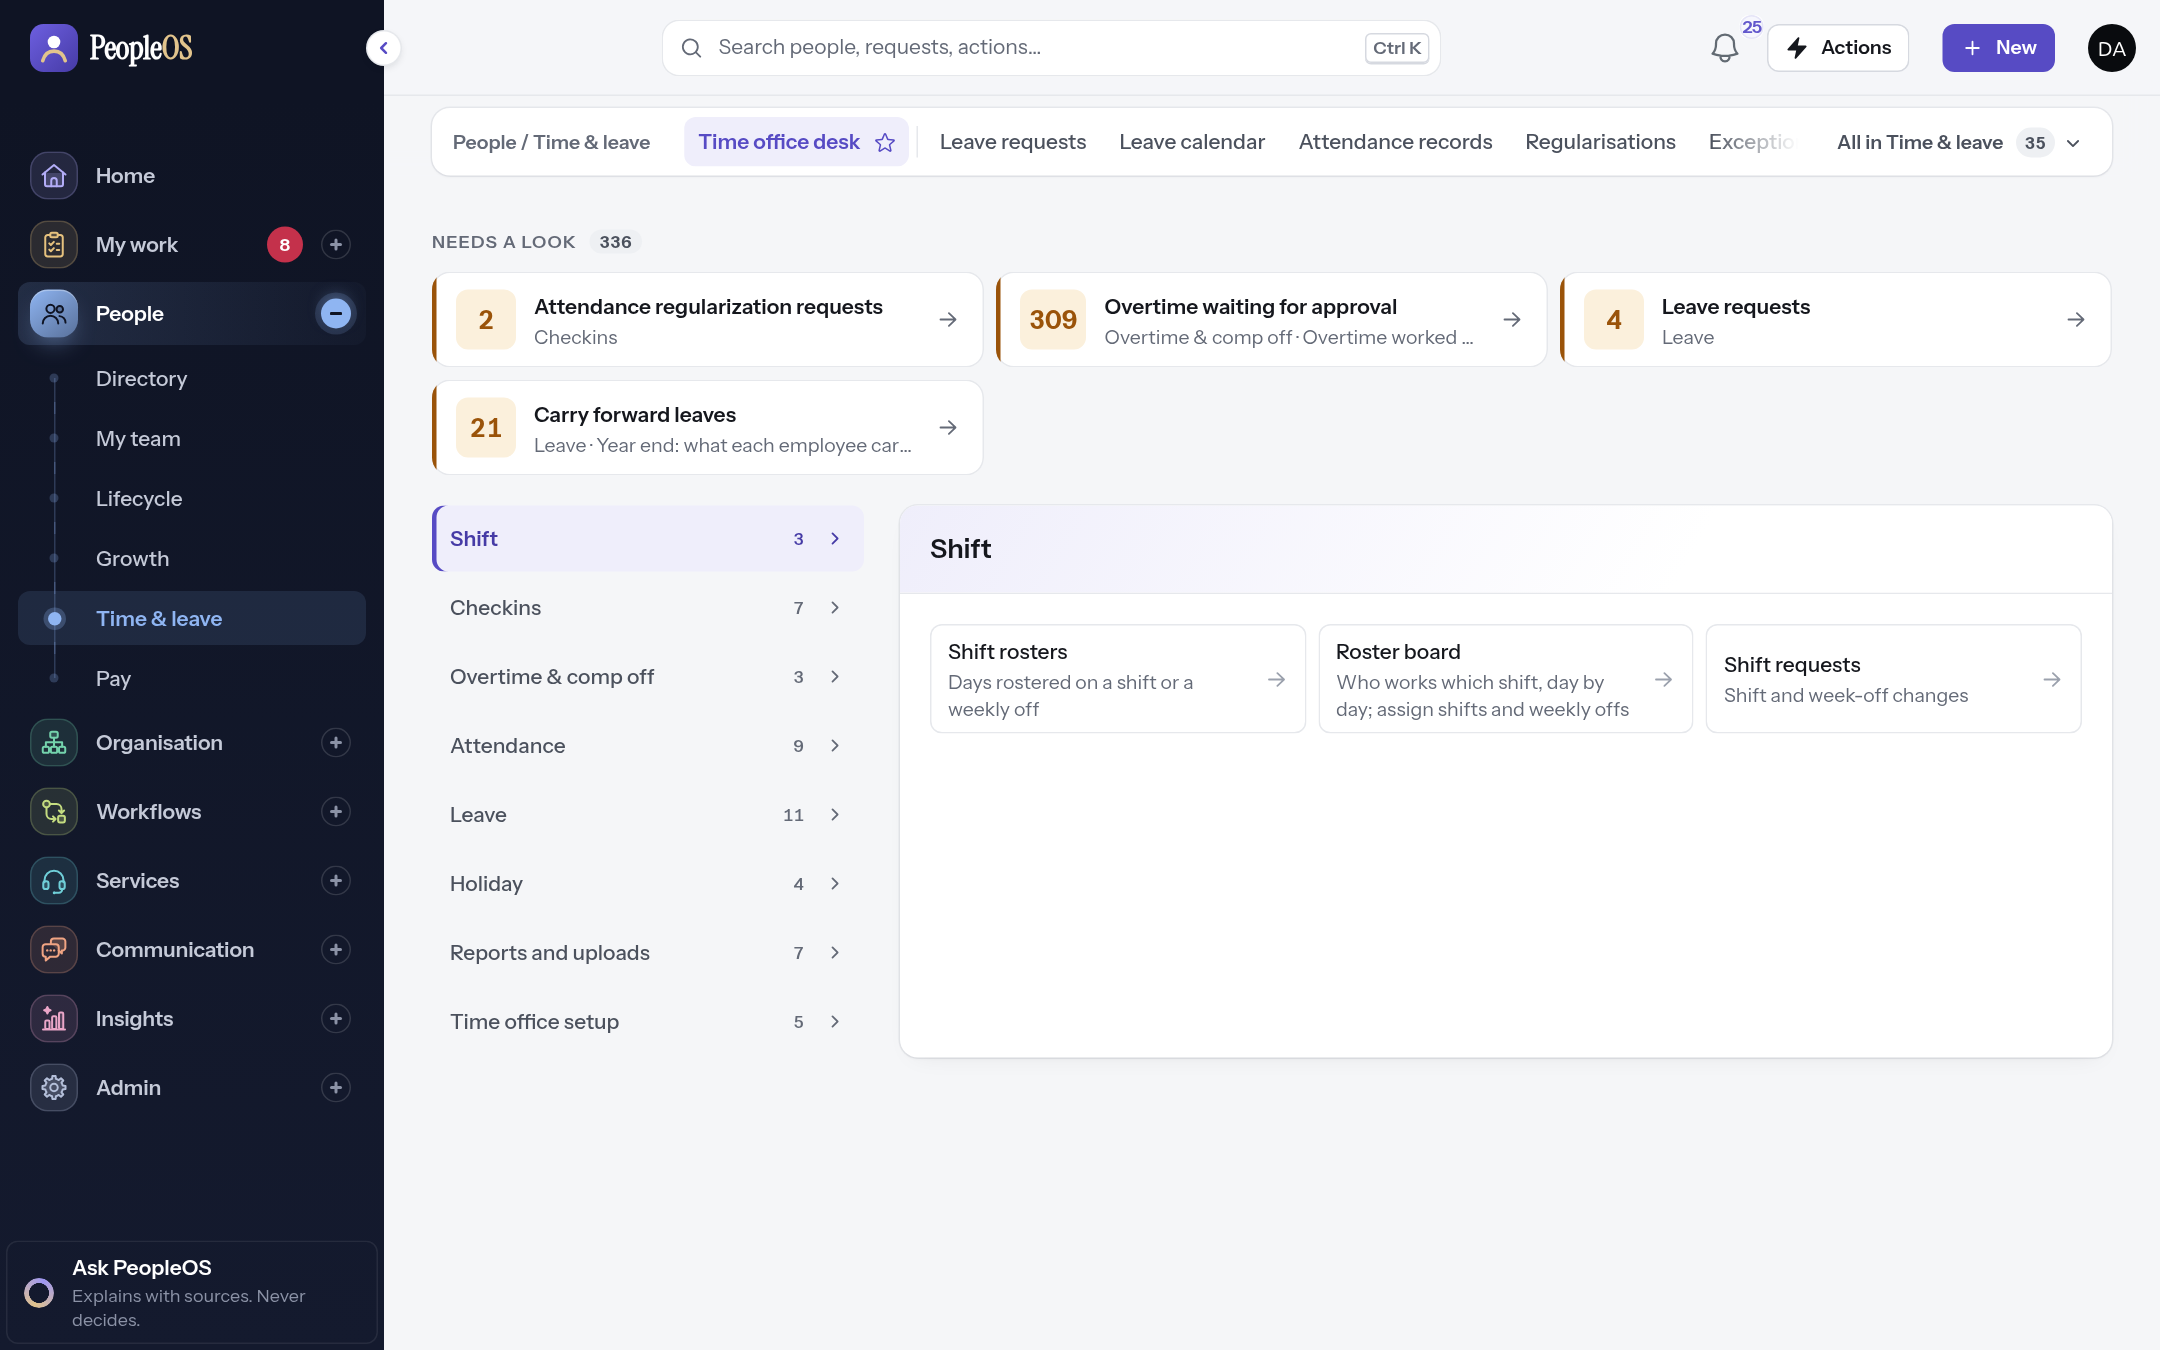 PeopleOS
Search people, requests, actions...
Ctrl K
25
Actions
New
DA
Home
My work
8
People
Directory
My team
Lifecycle
Growth
Time & leave
Pay
Organisation
Workflows
Services
Communication
Insights
Admin
Ask PeopleOS
Explains with sources. Never
decides.
People / Time & leave
Time office desk
Leave requests
Leave calendar
Attendance records
Regularisations
Exceptio
All in Time & leave
35
NEEDS A LOOK 336
2
Attendance regularization requests
Checkins
309
Overtime waiting for approval
Overtime & comp off · Overtime worked ...
4
Leave requests
Leave
21
Carry forward leaves
Leave · Year end: what each employee car...
Shift 3
Checkins 7
Overtime & comp off 3
Attendance 9
Leave 11
Holiday 4
Reports and uploads 7
Time office setup 5
Shift
Shift rosters
Days rostered on a shift or a
weekly off
Roster board
Who works which shift, day by
day; assign shifts and weekly offs
Shift requests
Shift and week-off changes